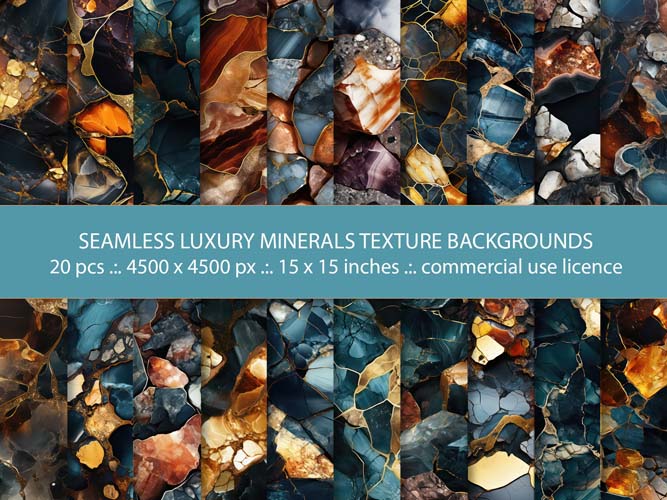 SEAMLESS LUXURY MINERALS TEXTURE BACKGROUNDS
20 pcs .:. 4500 x 4500 px .:. 15 x 15 inches .:. commercial use licence